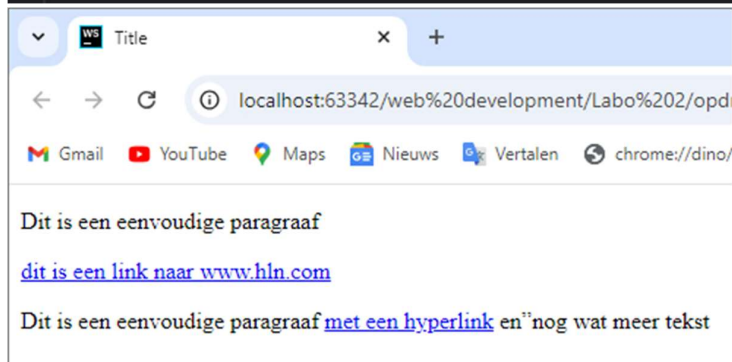 WS Title
localhost:63342/web%20development/Labo%202/opd
Gmail YouTube Maps GE Nieuws Vertalen chrome://dino/
Dit is een eenvoudige paragraaf
dit is een link naar www.hln.com
Dit is een eenvoudige paragraaf met een hyperlink en”nog wat meer tekst